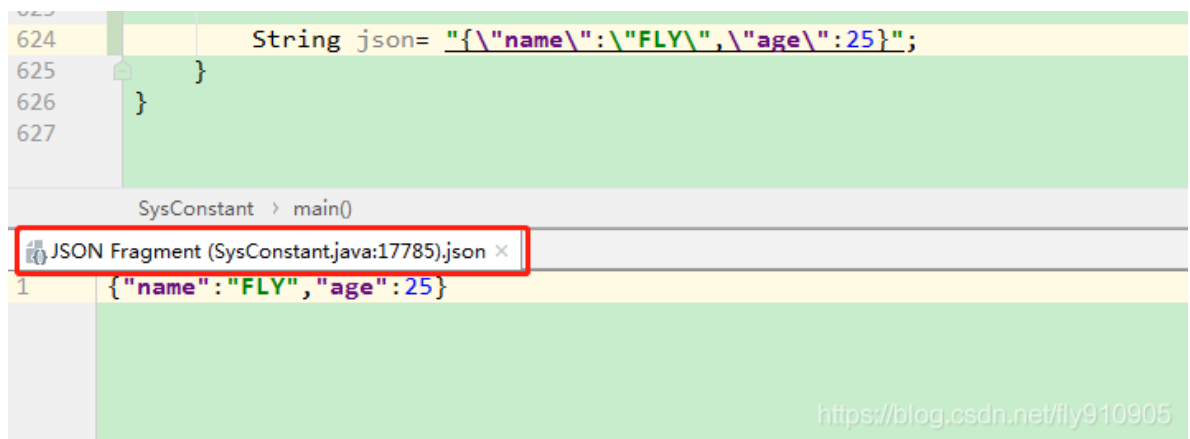 624 String json= "{\"name\":\"FLY\",\"age\":25}";
625 }
626 }
627
SysConstant › main()
JSON Fragment (SysConstant.java:17785).json ×
1 {"name":"FLY","age":25}
https://blog.csdn.net/fly910905